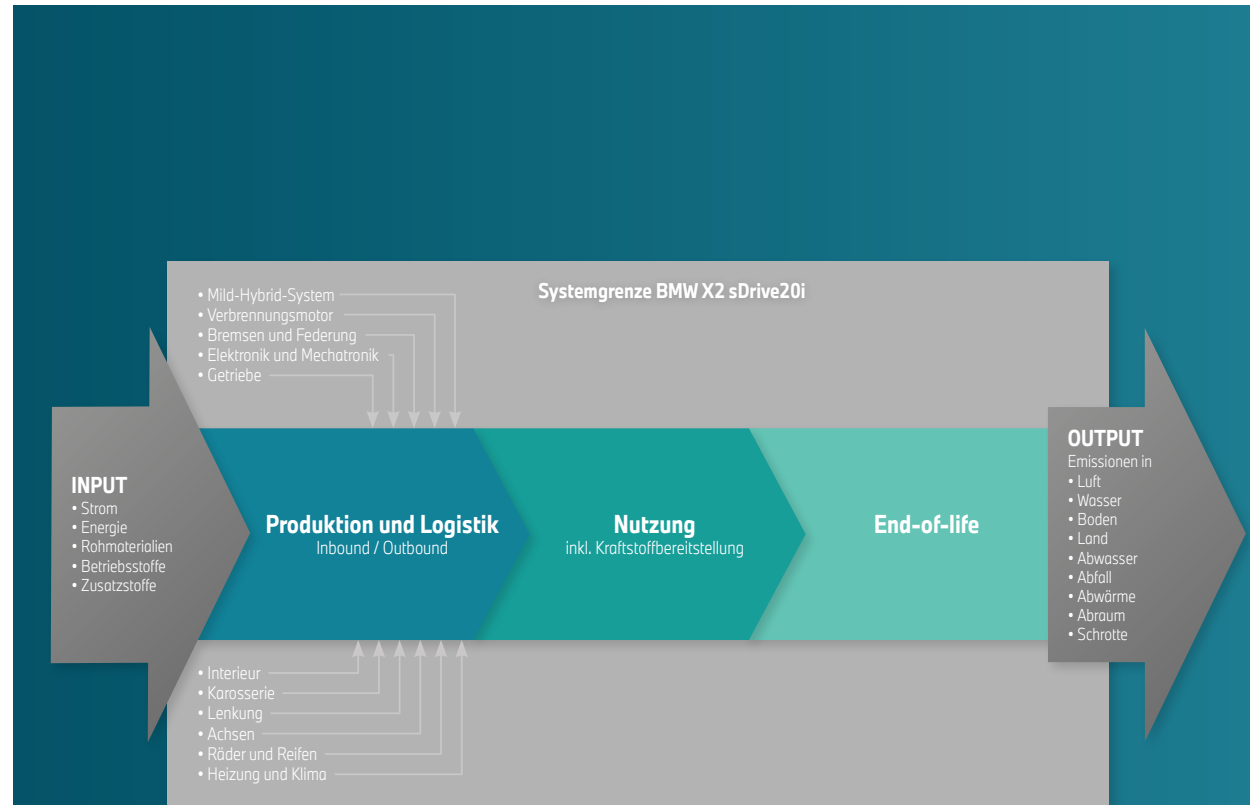 Systemgrenze BMW X2 sDrive20i
• Mild-Hybrid-System
• Verbrennungsmotor
• Bremsen und Federung
• Elektronik und Mechatronik
• Getriebe
INPUT
• Strom
• Energie
• Rohmaterialien
• Betriebsstoffe
• Zusatzstoffe
Produktion und Logistik
Inbound / Outbound
Nutzung
inkl. Kraftstoffbereitstellung
End-of-life
OUTPUT
Emissionen in
• Luft
• Wasser
• Boden
• Land
• Abwasser
• Abfall
• Abwärme
• Abraum
• Schrotte
• Interieur
• Karosserie
• Lenkung
• Achsen
• Räder und Reifen
• Heizung und Klima